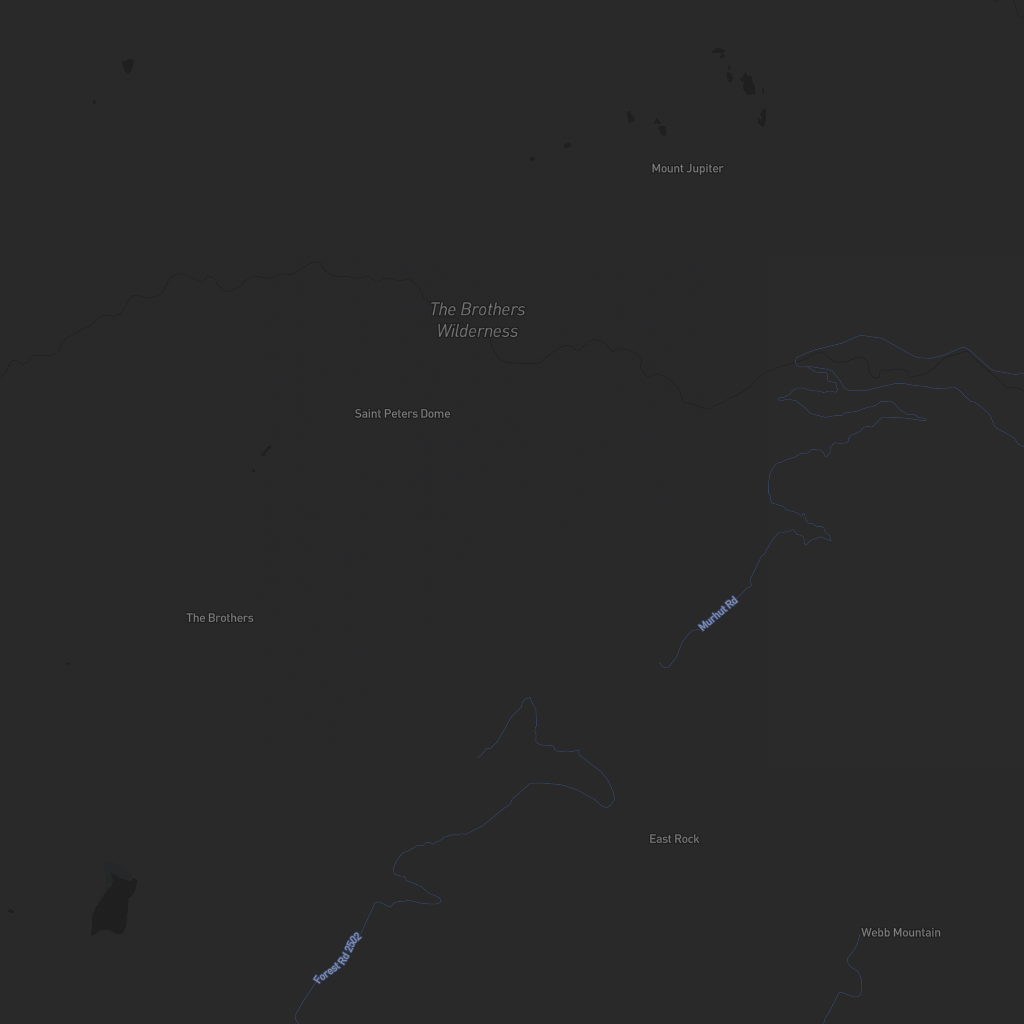 Mount Jupiter
The Brothers
Wilderness
Saint Peters Dome
Murhut Rd
The Brothers
East Rock
Webb Mountain
Forest Rd 2502